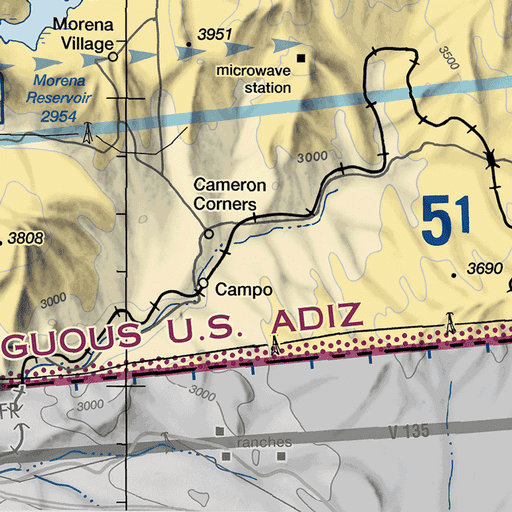 Morena
Village
3951
microwave
station
3500
Morena
Reservoir
2954
3000
Cameron
Corners
51
3808
3690
3000
Campo
GUOUS U.S. ADIZ
FR
3000
3000
V 135
ranches